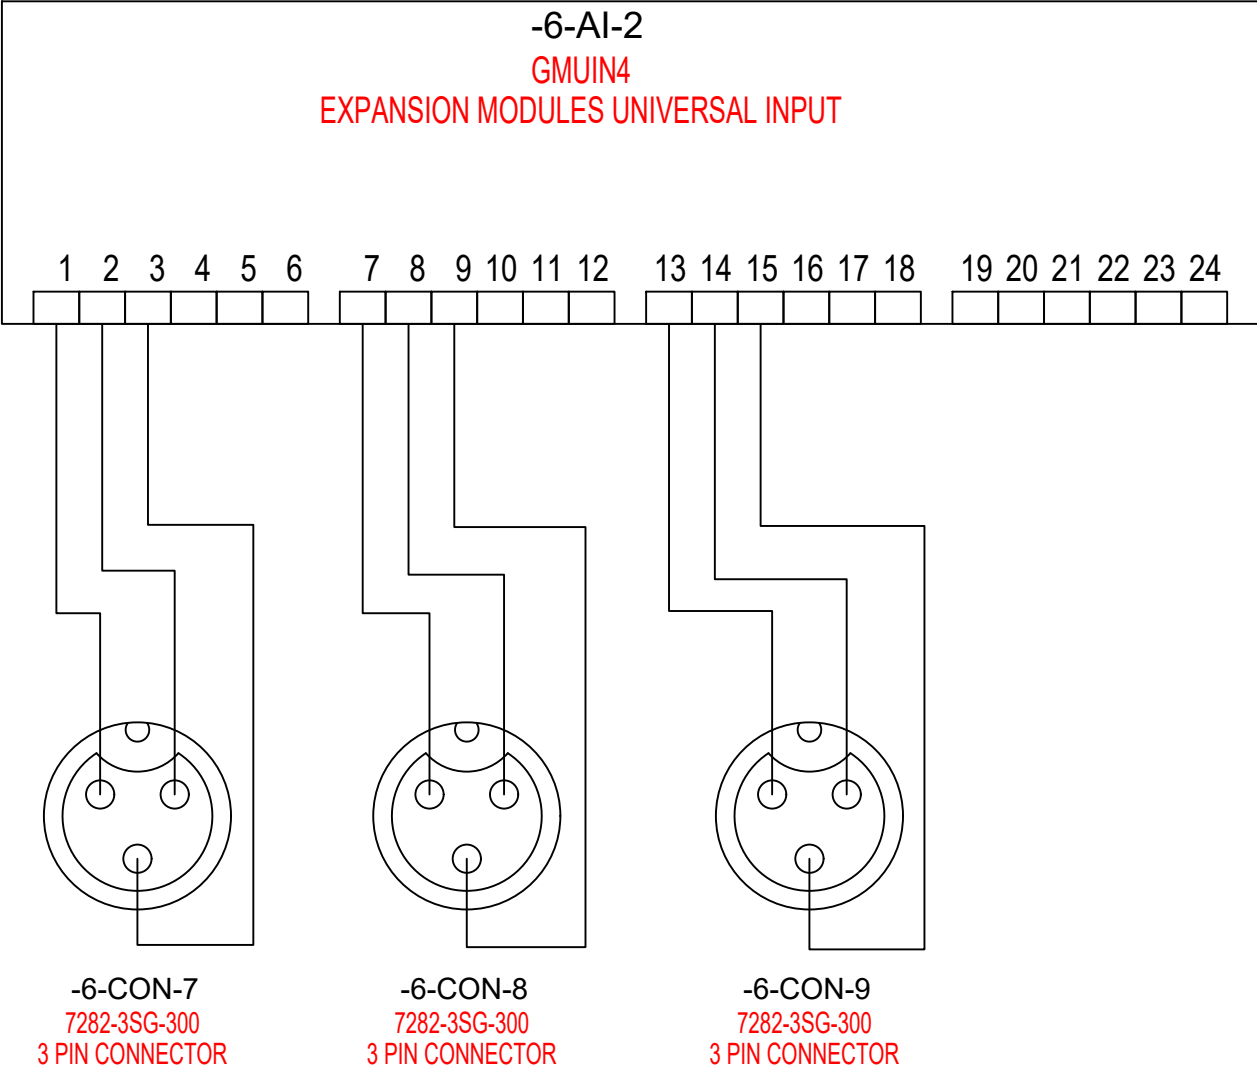 -6-AI-2
GMUIN4
EXPANSION MODULES UNIVERSAL INPUT
1 2 3 4 5 6 7 8 9 10 11 12 13 14 15 16 17 18 19 20 21 22 23 24
-6-CON-7 -6-CON-8 -6-CON-9
7282-3SG-300 7282-3SG-300 7282-3SG-300
3 PIN CONNECTOR 3 PIN CONNECTOR 3 PIN CONNECTOR